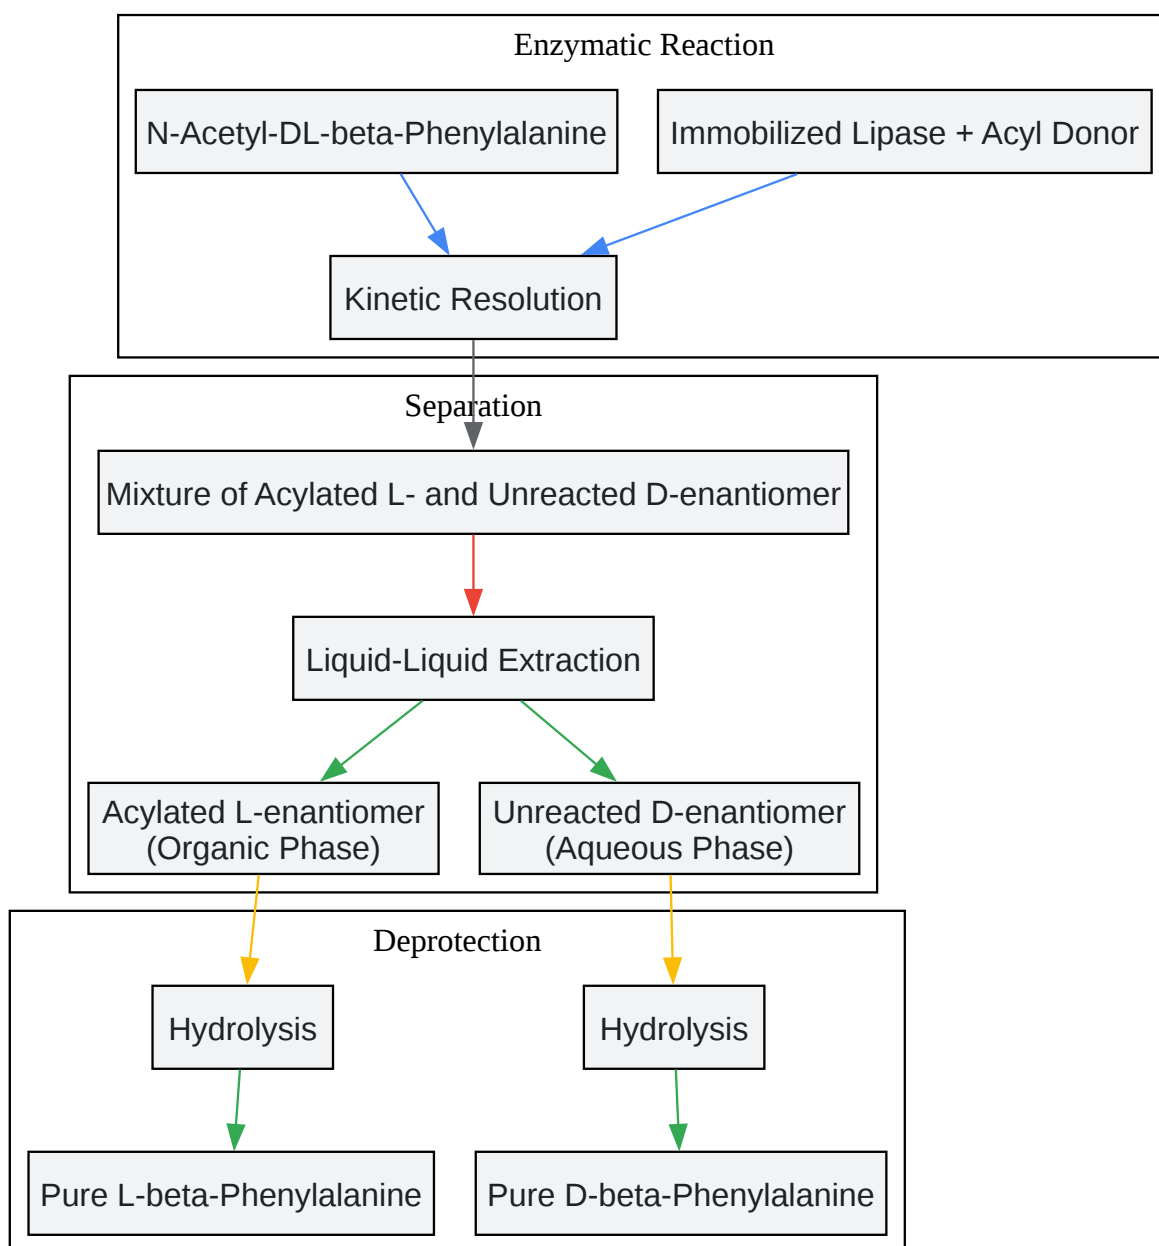 Enzymatic Reaction
N-Acetyl-DL-beta-Phenylalanine
Immobilized Lipase + Acyl Donor
Kinetic Resolution
Separation
Mixture of Acylated L- and Unreacted D-enantiomer
Liquid-Liquid Extraction
Acylated L-enantiomer
(Organic Phase)
Unreacted D-enantiomer
(Aqueous Phase)
Deprotection
Hydrolysis
Hydrolysis
Pure L-beta-Phenylalanine
Pure D-beta-Phenylalanine